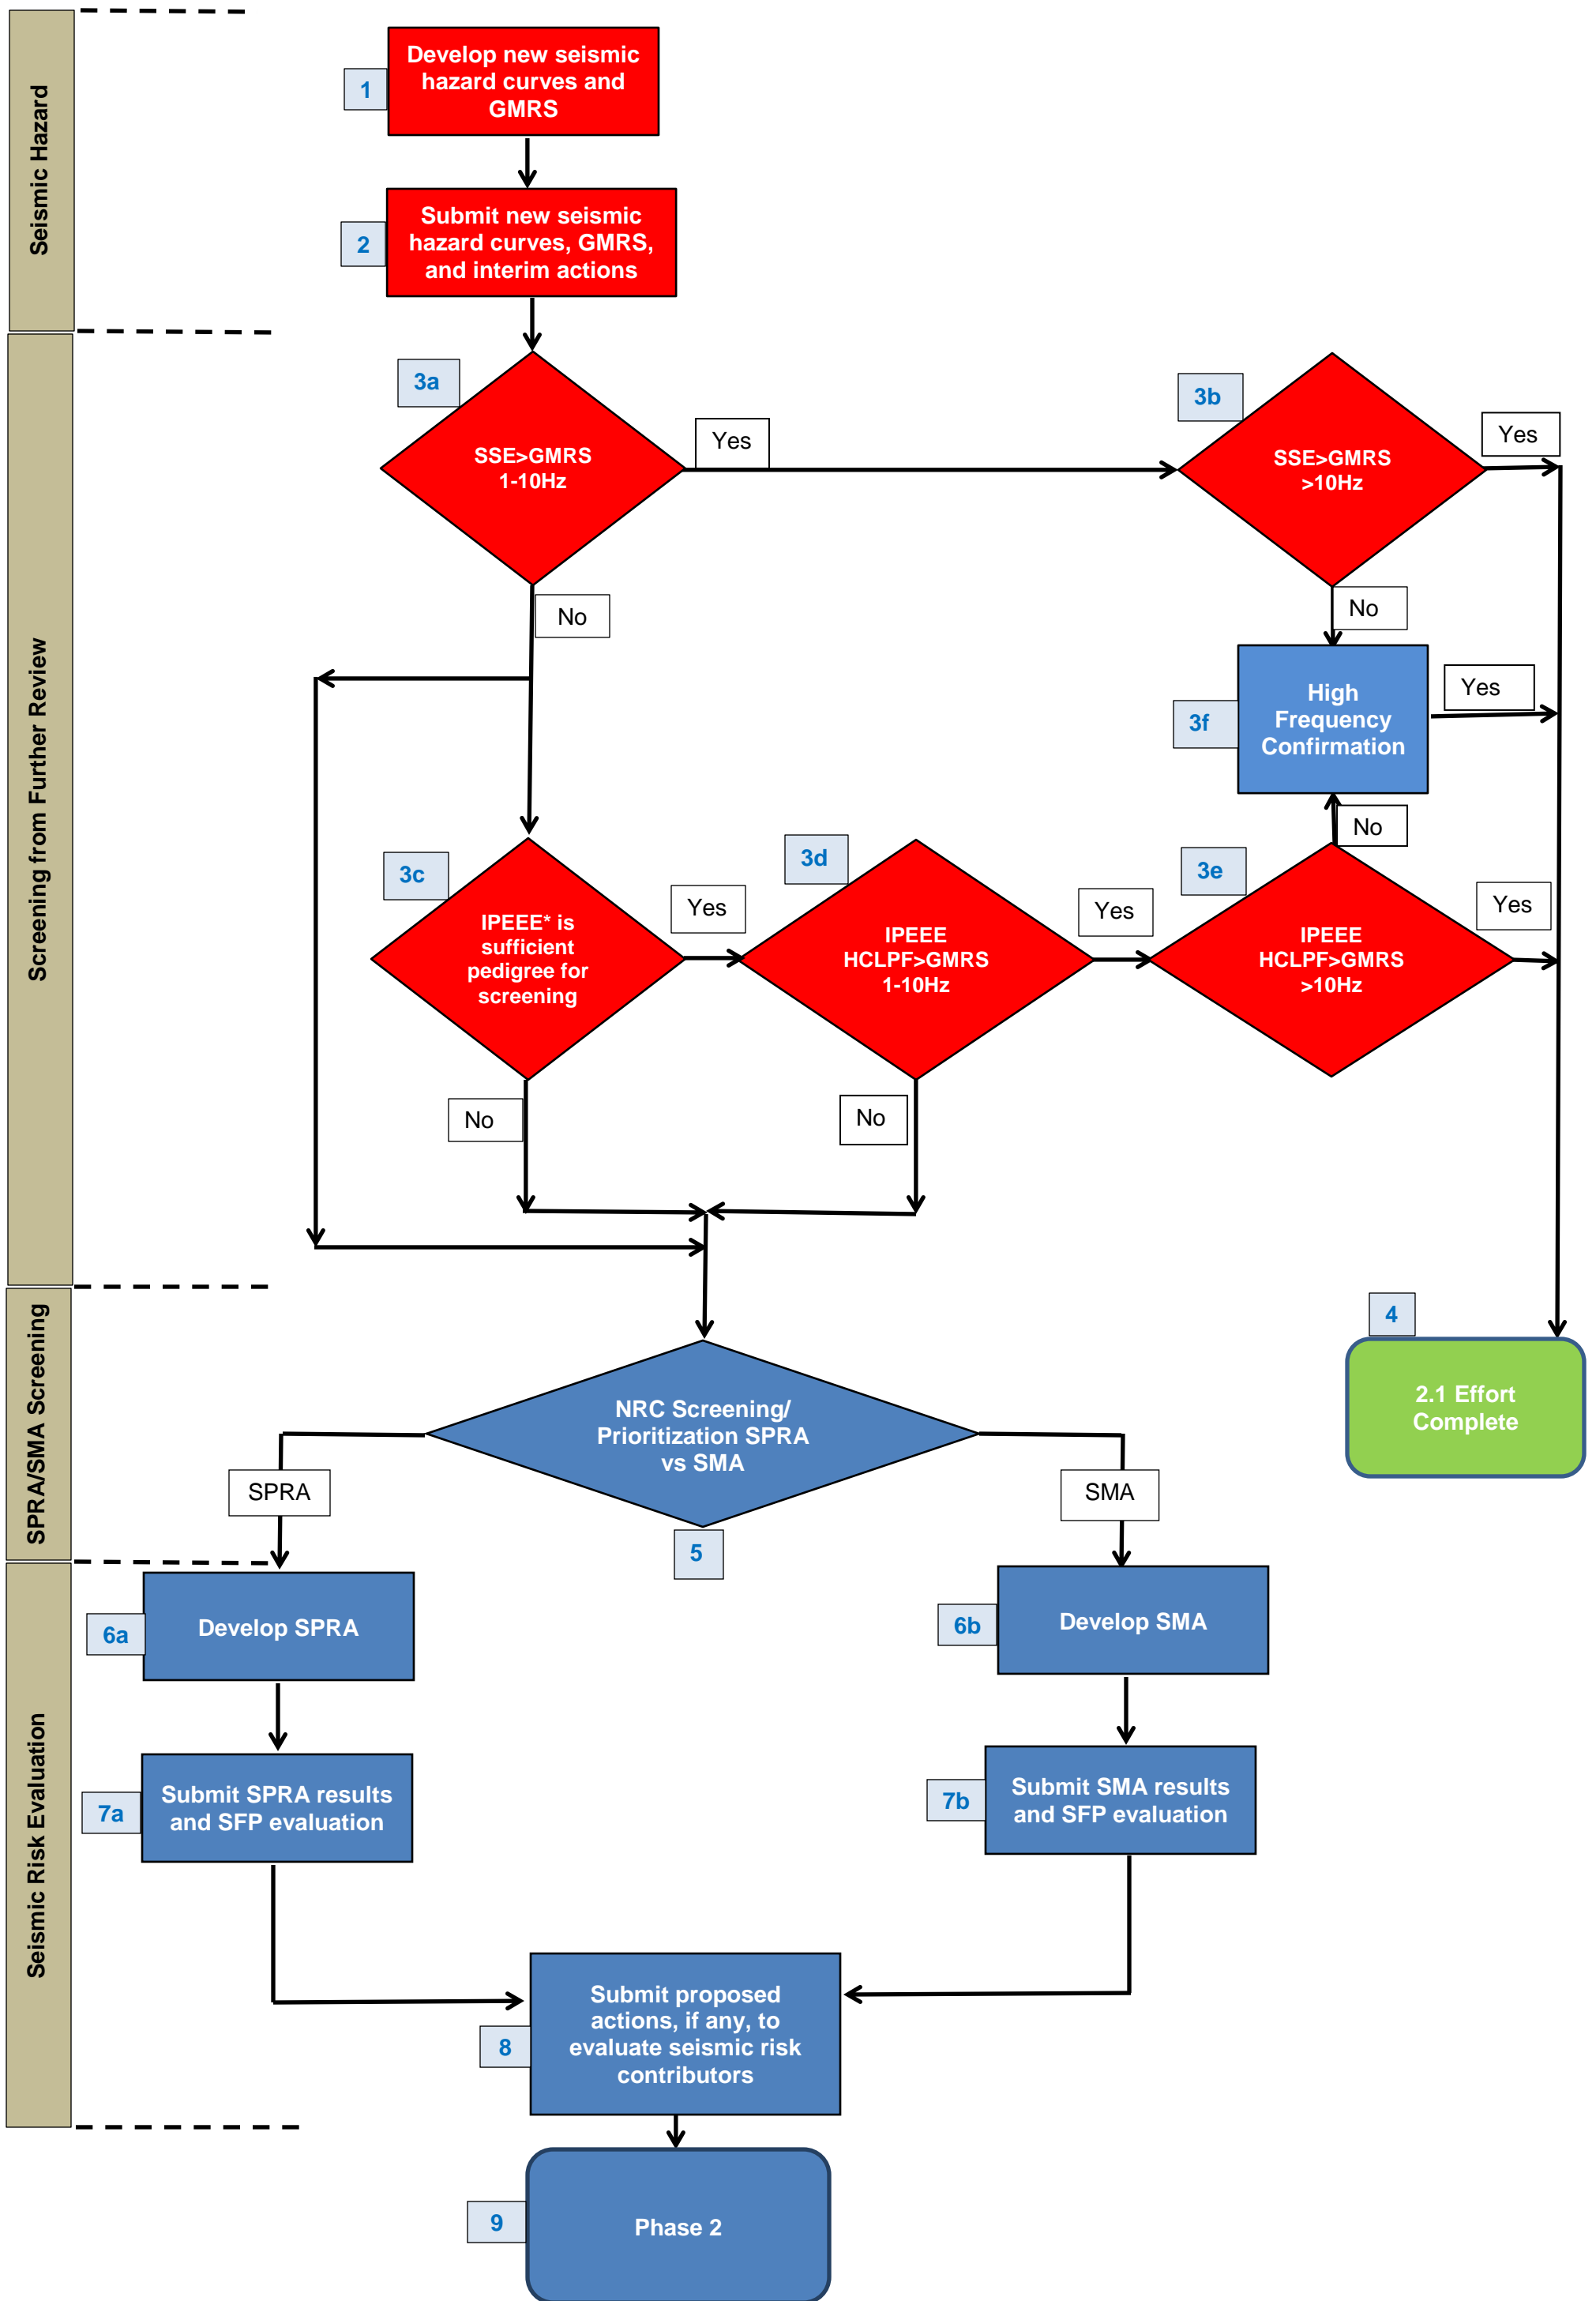 Seismic Hazard
1
Develop new seismic
hazard curves and
GMRS
2
Submit new seismic
hazard curves, GMRS,
and interim actions
Screening from Further Review
3a
SSE>GMRS
1-10Hz
Yes
3b
SSE>GMRS
>10Hz
Yes
No
No
3f
High
Frequency
Confirmation
Yes
No
3c
IPEEE* is
sufficient
pedigree for
screening
Yes
3d
IPEEE
HCLPF>GMRS
1-10Hz
Yes
3e
IPEEE
HCLPF>GMRS
>10Hz
Yes
No
No
SPRA/SMA Screening
4
2.1 Effort
Complete
NRC Screening/
Prioritization SPRA
vs SMA
5
SPRA
SMA
Seismic Risk Evaluation
6a
Develop SPRA
6b
Develop SMA
7a
Submit SPRA results
and SFP evaluation
7b
Submit SMA results
and SFP evaluation
8
Submit proposed
actions, if any, to
evaluate seismic risk
contributors
9
Phase 2